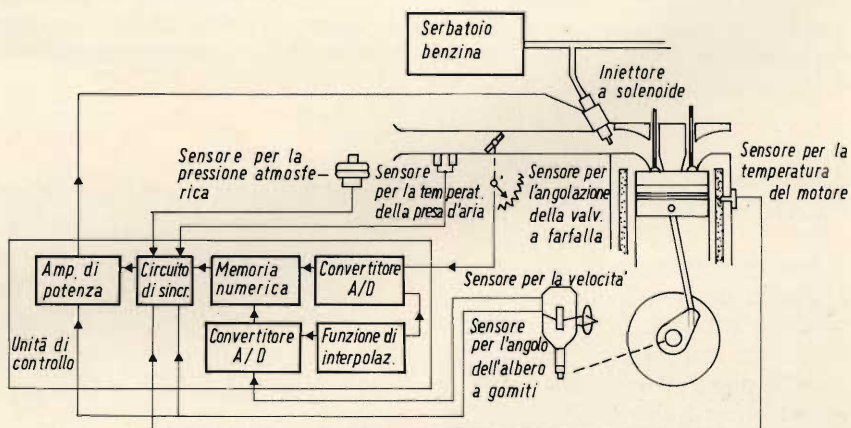 Serbatoio
benzina
Iniettore
a solenoide
Sensore per la
pressione atmosfe-
rica
Sensore
per la temperat.
della presa d'aria
Sensore per
l'angolazione
della valv.
a farfalla
Sensore per la
temperatura
del motore
Amp. di
potenza
Circuito
di sincr.
Memoria
numerica
Convertitore
A/D
Sensore per la velocita'
Unità di
controllo
Convertitore
A/D
Funzione di
interpolaz.
Sensore
per l'angolo
dell'albero
a gomiti